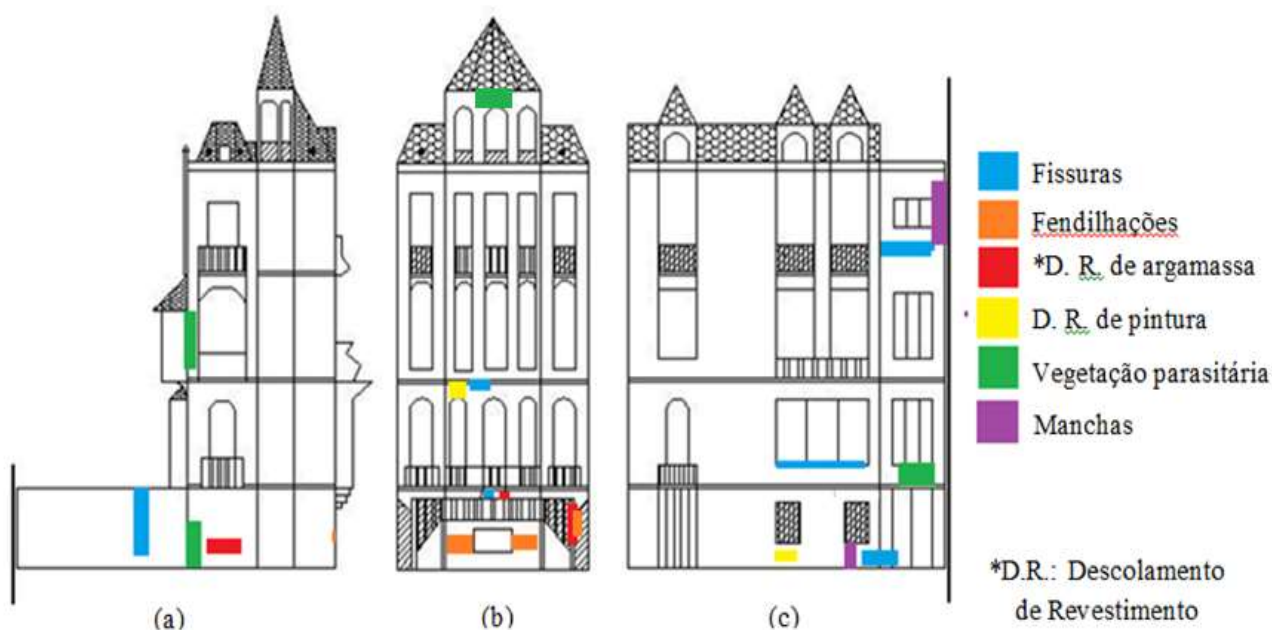 Fissuras
Fendilhações
*D. R. de argamassa
D. R. de pintura
Vegetação parasitária
Manchas
*D.R.: Descolamento
de Revestimento
(a)
(b)
(c)